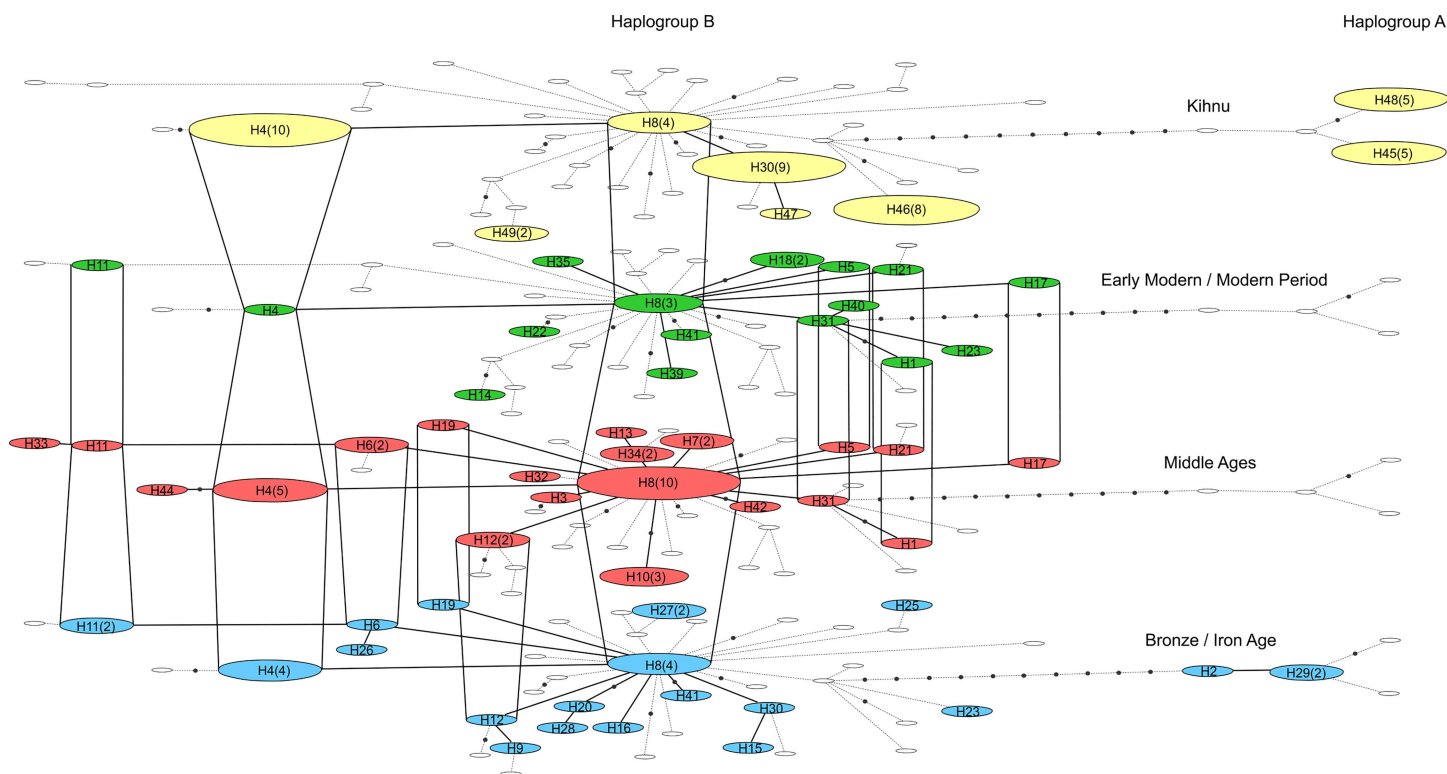 Haplogroup B
Haplogroup A
Kihnu
H48(5)
H4(10)
H8(4)
H45(5)
H30(9)
H47
H46(8)
H49(2)
Early Modern / Modern Period
H11
H35
H18(2)
H5
H21
H17
H4
H8(3)
H40
H31
H22
H41
H23
H1
H39
H14
Middle Ages
H19
H13
H33
H11
H6(2)
H34(2)
H7(2)
H5
H21
H17
H44
H4(5)
H32
H8(10)
H3
H42
H31
H12(2)
H1
H10(3)
Bronze / Iron Age
H19
H27(2)
H25
H11(2)
H6
H26
H4(4)
H8(4)
H2
H29(2)
H41
H20
H30
H23
H12
H28
H16
H9
H15